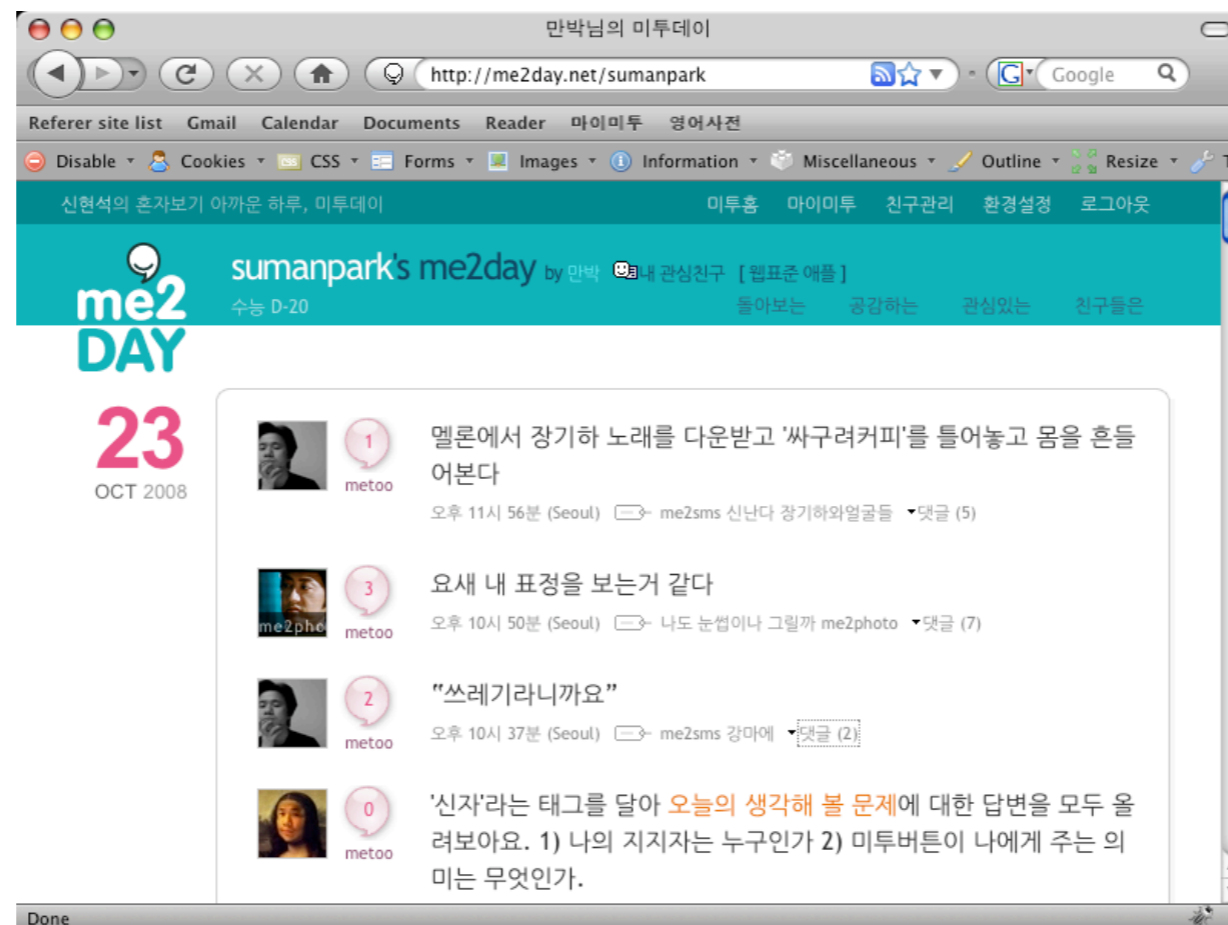 만박님의 미투데이
http://me2day.net/sumanpark
G Google
Referer site list Gmail Calendar Documents Reader 마이미투 영어사전
Disable Cookies CSS Forms Images Information Miscellaneous Outline Resize T
신현석의 혼자보기 아까운 하루, 미투데이 미투홈 마이미투 친구관리 환경설정 로그아웃
me2
DAY
sumanpark's me2day by 만박 내 관심친구 [ 웹표준 애플 ]
수능 D-20 돌아보는 공감하는 관심있는 친구들은
23
OCT 2008
1
metoo
멜론에서 장기하 노래를 다운받고 '싸구려커피'를 틀어놓고 몸을 흔들
어본다
오후 11시 56분 (Seoul) me2sms 신난다 장기하와얼굴들 댓글 (5)
me2pho
3
metoo
요새 내 표정을 보는거 같다
오후 10시 50분 (Seoul) 나도 눈썹이나 그릴까 me2photo 댓글 (7)
2
metoo
"쓰레기라니까요"
오후 10시 37분 (Seoul) me2sms 강마에 댓글 (2)
0
metoo
'신자'라는 태그를 달아 오늘의 생각해 볼 문제에 대한 답변을 모두 올
려보아요. 1) 나의 지지자는 누구인가 2) 미투버튼이 나에게 주는 의
미는 무엇인가.
Done